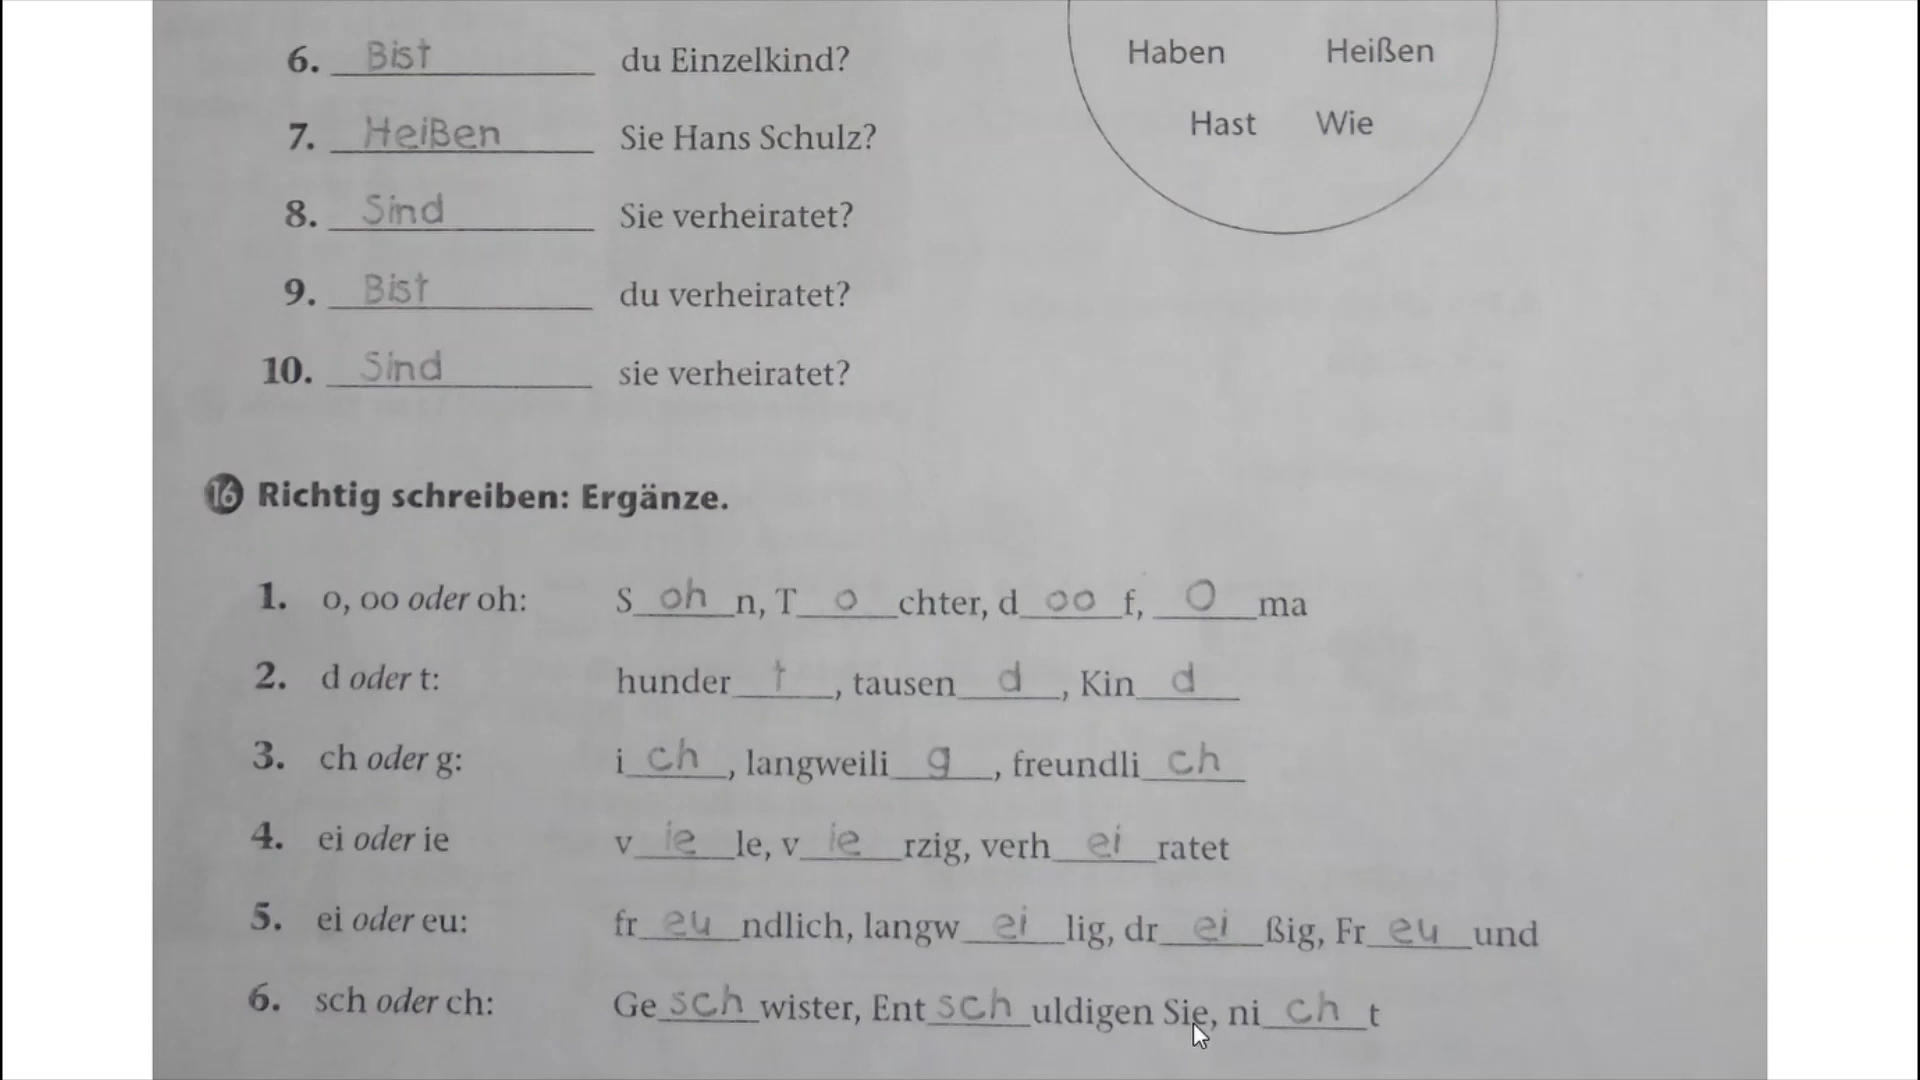 6. Bist du Einzelkind?
Haben Heißen
7. Heißen Sie Hans Schulz?
Hast Wie
8. Sind Sie verheiratet?
9. Bist du verheiratet?
10. Sind sie verheiratet?
16 Richtig schreiben: Ergänze.
1. o, oo oder oh: S oh n, T o chter, d oo f, O ma
2. d oder t: hunder t , tausen d , Kin d
3. ch oder g: i ch , langweili g , freundli ch
4. ei oder ie v ie le, v ie rzig, verh ei ratet
5. ei oder eu: fr eu ndlich, langw ei lig, dr ei ßig, Fr eu und
6. sch oder ch: Ge sch wister, Ent sch uldigen Sie, ni ch t